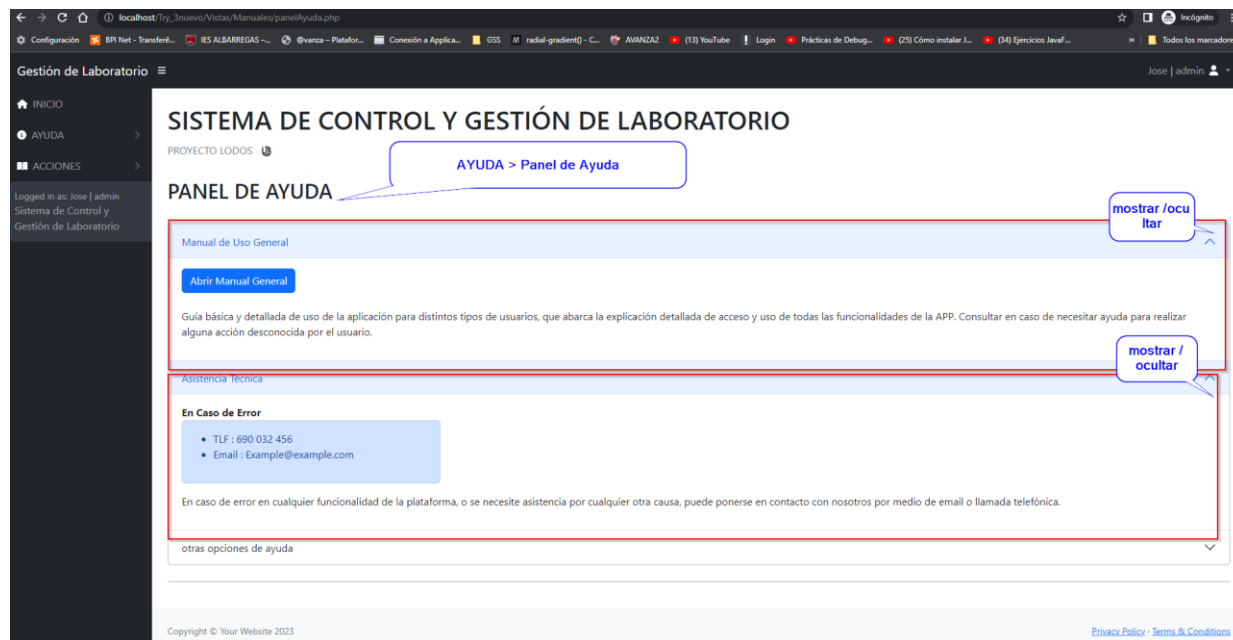 localhost/Try_3nuevo/Vistas/Manuales/panelAyuda.php
Incógnito
Configuración
BPI Net - Transferê...
IES ALBARREGAS –...
@vanza – Platafor...
Conexión a Applica...
GSS
radial-gradient() - C...
AVANZA2
(13) YouTube
Login
Prácticas de Debug...
(25) Cómo instalar J...
(34) Ejercicios JavaF...
»
Todos los marcadore
Gestión de Laboratorio
Jose | admin
INICIO
AYUDA
ACCIONES
Logged in as: Jose | admin
Sistema de Control y
Gestión de Laboratorio
SISTEMA DE CONTROL Y GESTIÓN DE LABORATORIO
PROYECTO LODOS
AYUDA > Panel de Ayuda
PANEL DE AYUDA
mostrar /ocu
ltar
Manual de Uso General
Abrir Manual General
Guía básica y detallada de uso de la aplicación para distintos tipos de usuarios, que abarca la explicación detallada de acceso y uso de todas las funcionalidades de la APP. Consultar en caso de necesitar ayuda para realizar
alguna acción desconocida por el usuario.
mostrar /
ocultar
Asistencia Técnica
En Caso de Error
TLF : 690 032 456
Email : Example@example.com
En caso de error en cualquier funcionalidad de la plataforma, o se necesite asistencia por cualquier otra causa, puede ponerse en contacto con nosotros por medio de email o llamada telefónica.
otras opciones de ayuda
Copyright © Your Website 2023
Privacy Policy · Terms & Conditions